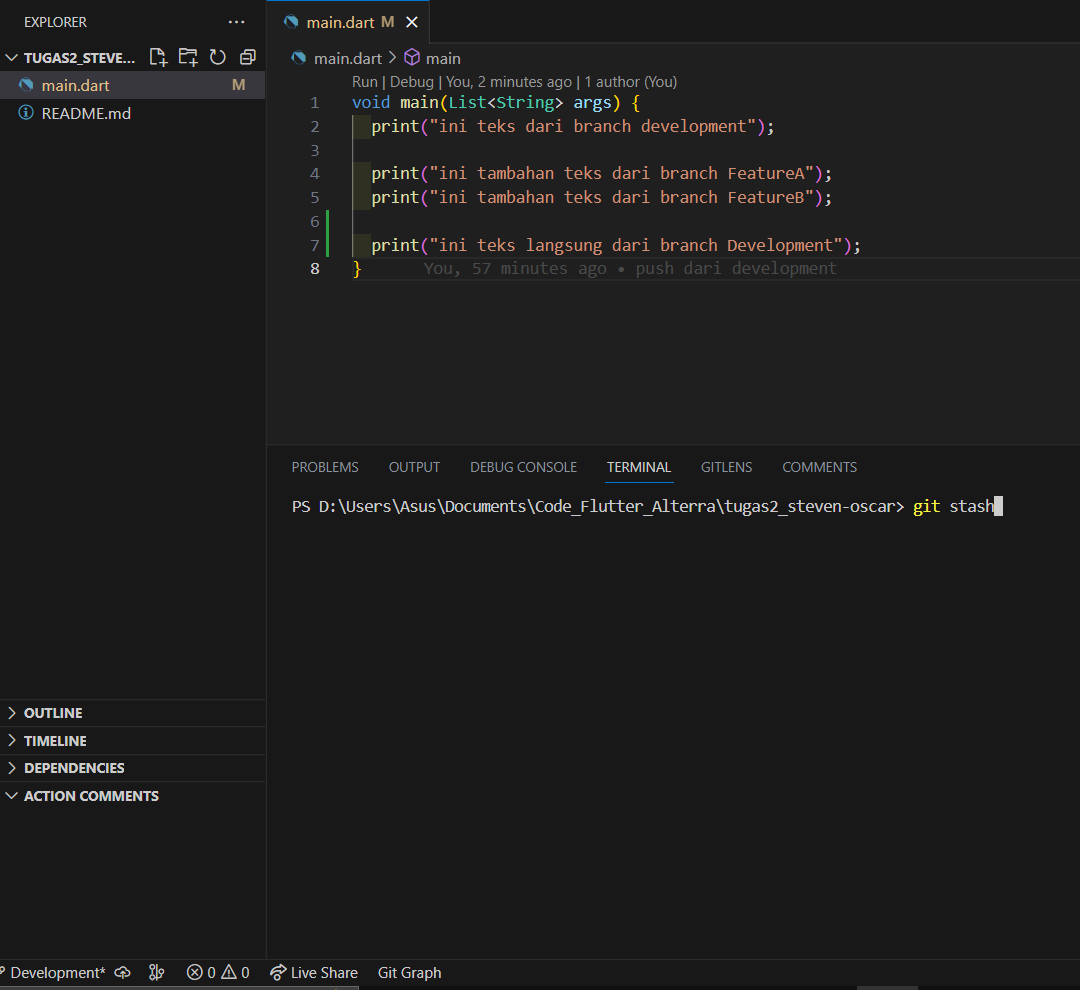 EXPLORER
TUGAS2_STEVE...
main.dart M
README.md
OUTLINE
TIMELINE
DEPENDENCIES
ACTION COMMENTS
main.dart M
main.dart > main
Run | Debug | You, 2 minutes ago | 1 author (You)
1 void main(List<String> args) {
2 print("ini teks dari branch development");
3
4 print("ini tambahan teks dari branch FeatureA");
5 print("ini tambahan teks dari branch FeatureB");
6
7 print("ini teks langsung dari branch Development");
8 } You, 57 minutes ago • push dari development
PROBLEMS OUTPUT DEBUG CONSOLE TERMINAL GITLENS COMMENTS
PS D:\Users\Asus\Documents\Code_Flutter_Alterra\tugas2_steven-oscar> git stash
Development* 0 0 Live Share Git Graph